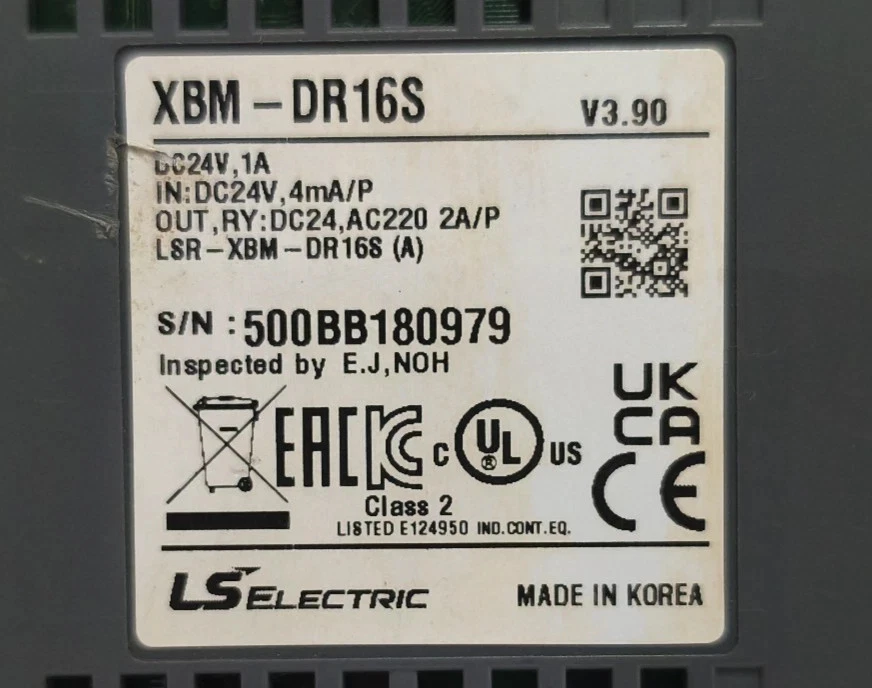 XBM-DR16S V3.90
DC24V,1A
IN:DC24V,4mA/P
OUT,RY:DC24,AC220 2A/P
LSR-XBM-DR16S (A)
S/N : 500BB180979
Inspected by E.J,NOH
UK
CA
EAC KC C UL® US
CE
Class 2
LISTED E124950 IND.CONT.EQ.
LS ELECTRIC MADE IN KOREA